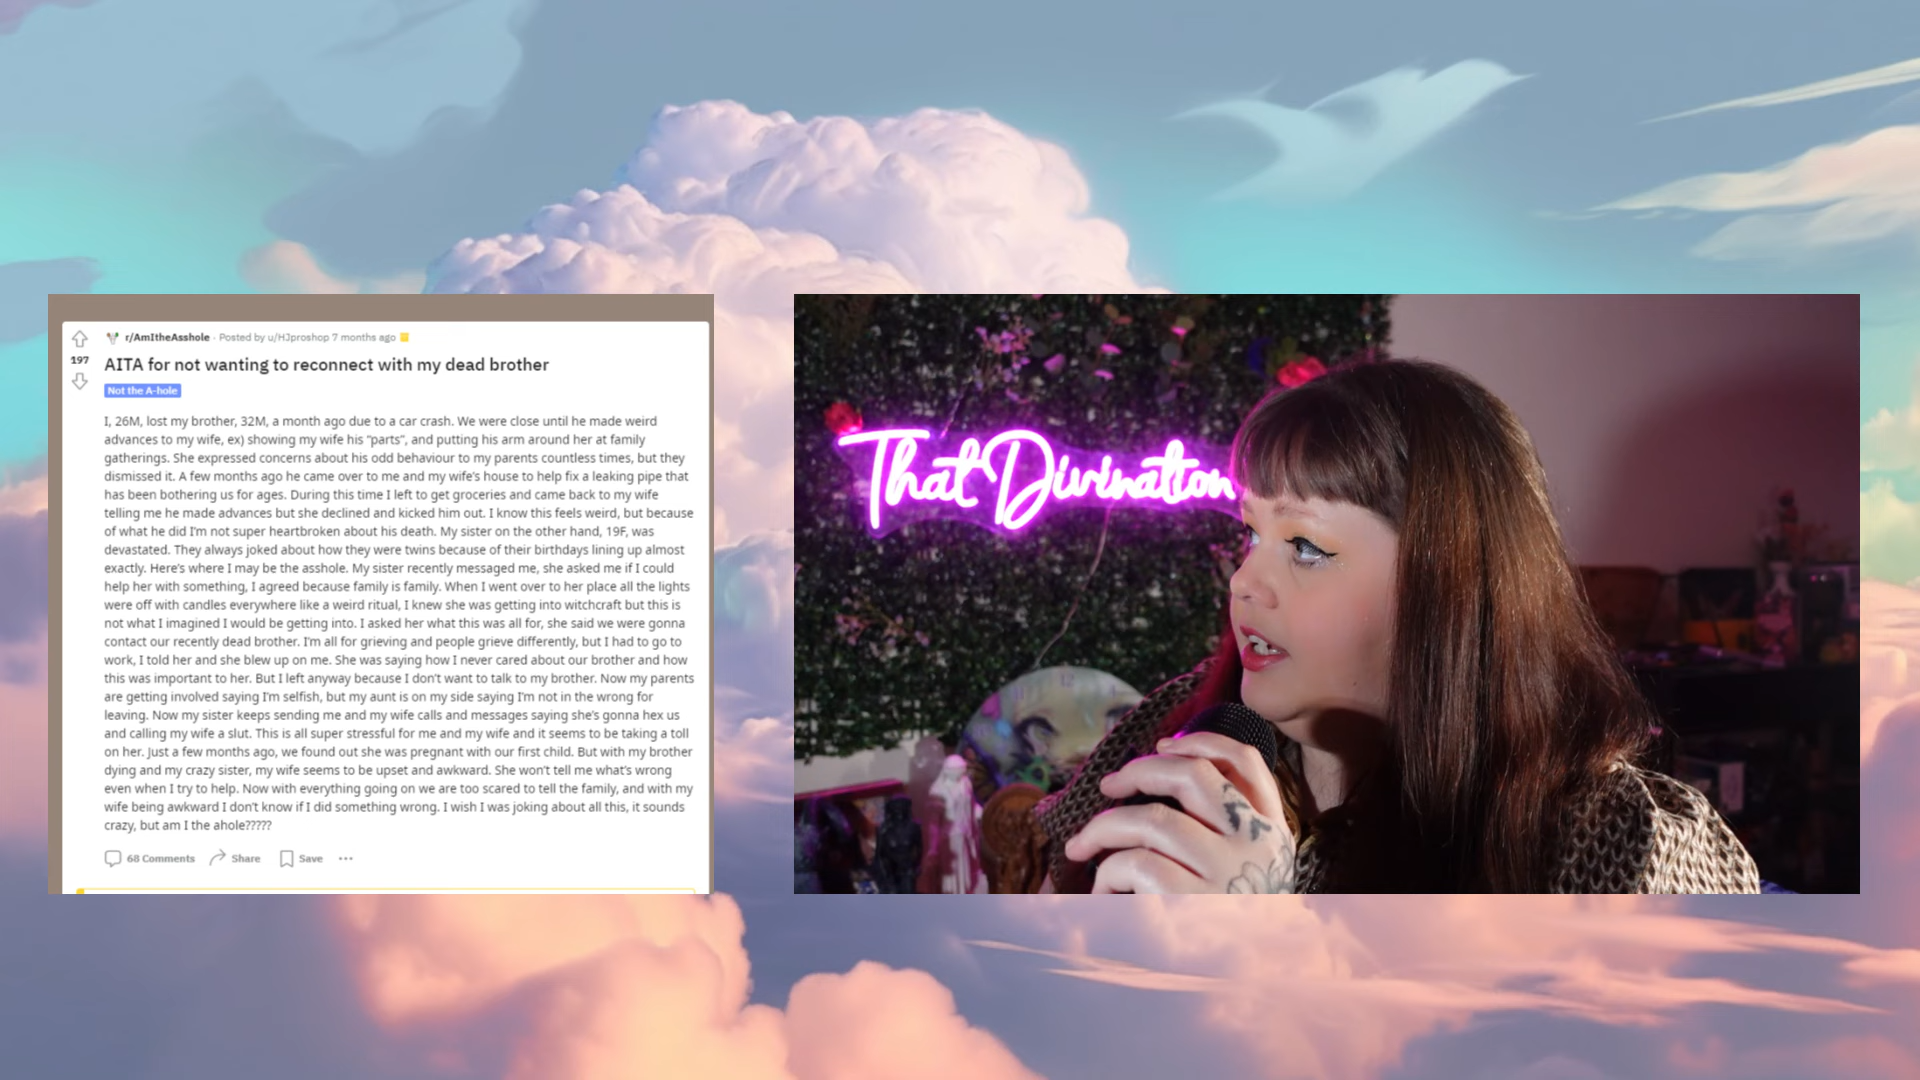 r/AmItheAsshole · Posted by u/HJproshop 7 months ago
197
AITA for not wanting to reconnect with my dead brother
Not the A-hole
I, 26M, lost my brother, 32M, a month ago due to a car crash. We were close until he made weird
advances to my wife, ex) showing my wife his "parts", and putting his arm around her at family
gatherings. She expressed concerns about his odd behaviour to my parents countless times, but they
dismissed it. A few months ago he came over to me and my wife's house to help fix a leaking pipe that
has been bothering us for ages. During this time I left to get groceries and came back to my wife
telling me he made advances but she declined and kicked him out. I know this feels weird, but because
of what he did I'm not super heartbroken about his death. My sister on the other hand, 19F, was
devastated. They always joked about how they were twins because of their birthdays lining up almost
exactly. Here's where I may be the asshole. My sister recently messaged me, she asked me if I could
help her with something, I agreed because family is family. When I went over to her place all the lights
were off with candles everywhere like a weird ritual, I knew she was getting into witchcraft but this is
not what I imagined I would be getting into. I asked her what this was all for, she said we were gonna
contact our recently dead brother. I'm all for grieving and people grieve differently, but I had to go to
work, I told her and she blew up on me. She was saying how I never cared about our brother and how
this was important to her. But I left anyway because I don't want to talk to my brother. Now my parents
are getting involved saying I'm selfish, but my aunt is on my side saying I'm not in the wrong for
leaving. Now my sister keeps sending me and my wife calls and messages saying she's gonna hex us
and calling my wife a slut. This is all super stressful for me and my wife and it seems to be taking a toll
on her. Just a few months ago, we found out she was pregnant with our first child. But with my brother
dying and my crazy sister, my wife seems to be upset and awkward. She won't tell me what's wrong
even when I try to help. Now with everything going on we are too scared to tell the family, and with my
wife being awkward I don't know if I did something wrong. I wish I was joking about all this, it sounds
crazy, but am I the ahole?????
68 Comments Share Save ...
That Divination